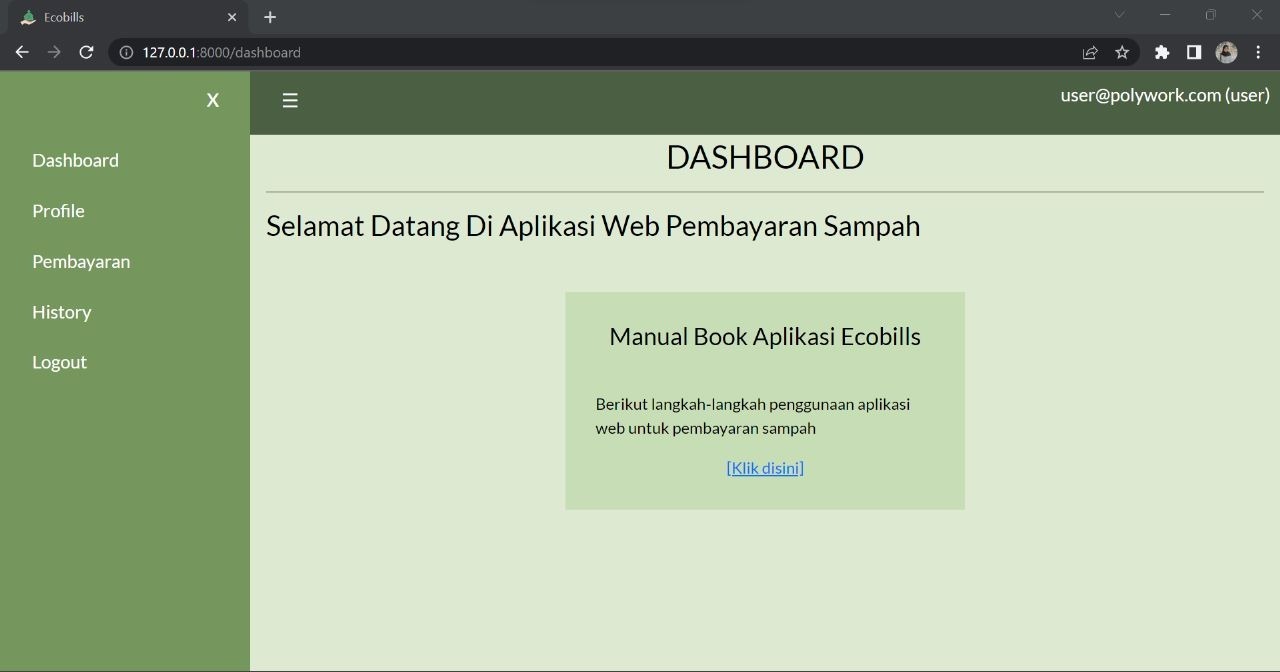 Ecobills
127.0.0.1:8000/dashboard
X
☰
user@polywork.com (user)
Dashboard
Profile
Pembayaran
History
Logout
DASHBOARD
Selamat Datang Di Aplikasi Web Pembayaran Sampah
Manual Book Aplikasi Ecobills
Berikut langkah-langkah penggunaan aplikasi
web untuk pembayaran sampah
[Klik disini]